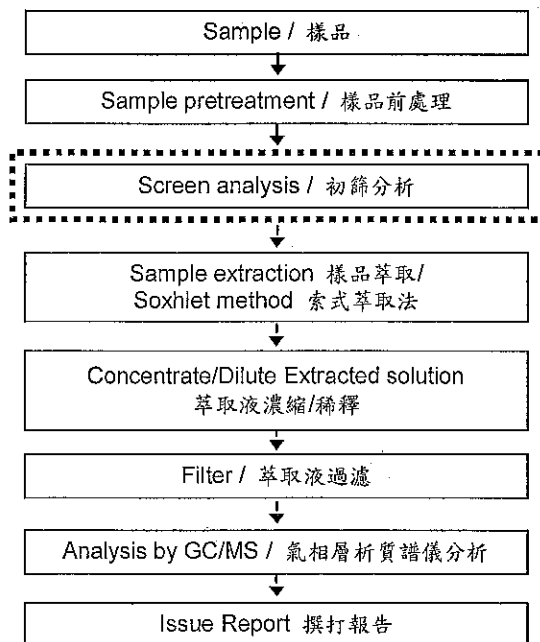 Sample / 樣品
Sample pretreatment / 樣品前處理
Screen analysis / 初篩分析
Sample extraction 樣品萃取/
Soxhlet method 索式萃取法
Concentrate/Dilute Extracted solution
萃取液濃縮/稀釋
Filter / 萃取液過濾
Analysis by GC/MS / 氣相層析質譜儀分析
Issue Report 撰打報告